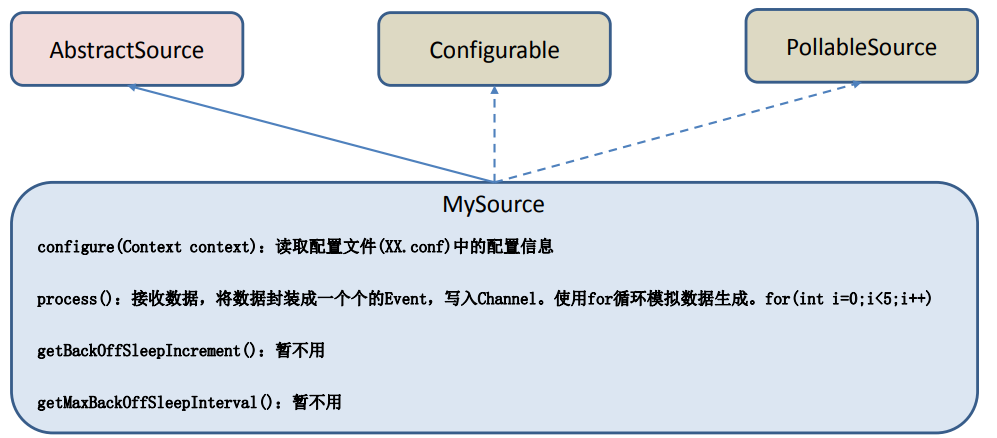 AbstractSource
Configurable
PollableSource
MySource
configure(Context context)：读取配置文件(XX.conf)中的配置信息
process()：接收数据，将数据封装成一个个的Event，写入Channel。使用for循环模拟数据生成。for(int i=0;i<5;i++)
getBackOffSleepIncrement()：暂不用
getMaxBackOffSleepInterval()：暂不用